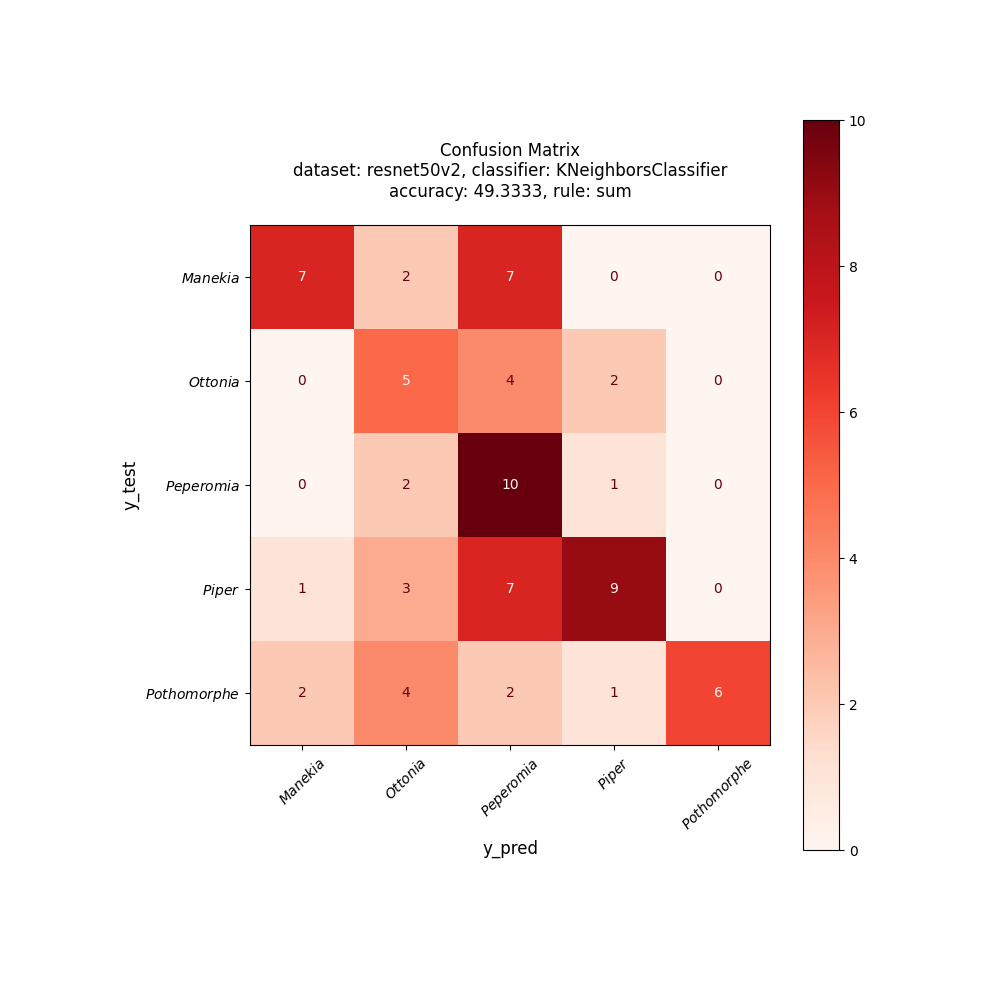 Confusion Matrix
dataset: resnet50v2, classifier: KNeighborsClassifier
accuracy: 49.3333, rule: sum
Manekia 7 2 7 0 0
Ottonia 0 5 4 2 0
Peperomia 0 2 10 1 0
Piper 1 3 7 9 0
Pothomorphe 2 4 2 1 6
Manekia Ottonia Peperomia Piper Pothomorphe
y_test
y_pred
10
8
6
4
2
0